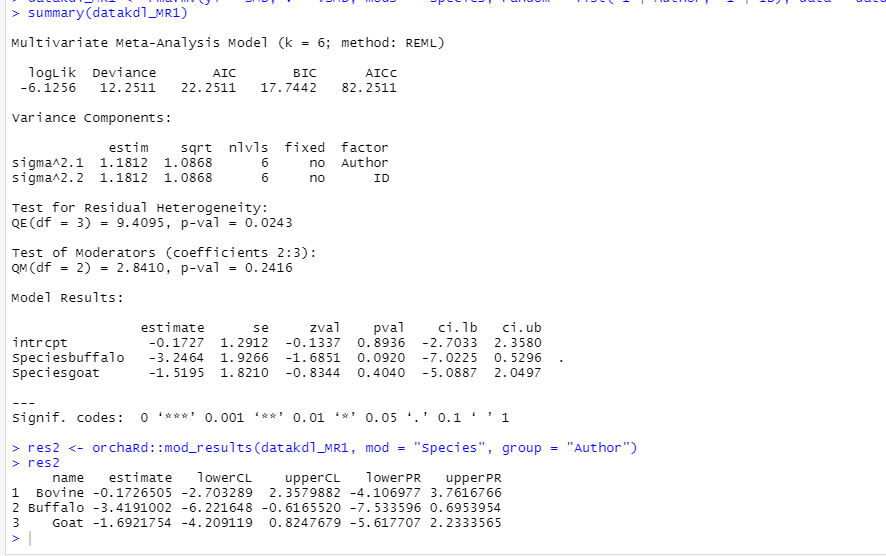 > summary(datakdl_MR1)
Multivariate Meta-Analysis Model (k = 6; method: REML)
logLik Deviance AIC BIC AICc
-6.1256 12.2511 22.2511 17.7442 82.2511
Variance Components:
estim sqrt nlvls fixed factor
sigma^2.1 1.1812 1.0868 6 no Author
sigma^2.2 1.1812 1.0868 6 no ID
Test for Residual Heterogeneity:
QE(df = 3) = 9.4095, p-val = 0.0243
Test of Moderators (coefficients 2:3):
QM(df = 2) = 2.8410, p-val = 0.2416
Model Results:
estimate se zval pval ci.lb ci.ub
intrcpt -0.1727 1.2912 -0.1337 0.8936 -2.7033 2.3580
Speciesbuffalo -3.2464 1.9266 -1.6851 0.0920 -7.0225 0.5296 .
Speciesgoat -1.5195 1.8210 -0.8344 0.4040 -5.0887 2.0497
---
Signif. codes: 0 ‘***’ 0.001 ‘**’ 0.01 ‘*’ 0.05 ‘.’ 0.1 ‘ ’ 1
> res2 <- orchaRd::mod_results(datakdl_MR1, mod = "Species", group = "Author")
> res2
name estimate lowerCL upperCL lowerPR upperPR
1 Bovine -0.1726505 -2.703289 2.3579882 -4.106977 3.7616766
2 Buffalo -3.4191002 -6.221648 -0.6165520 -7.533596 0.6953954
3 Goat -1.6921754 -4.209119 0.8247679 -5.617707 2.2333565
>